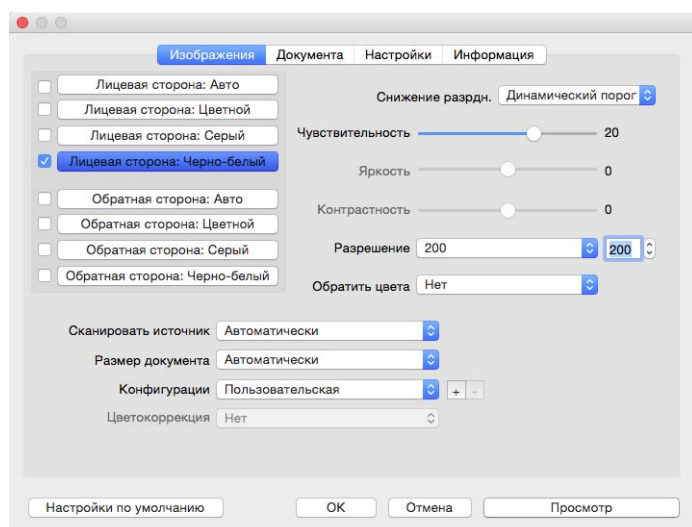 Изображения Документа Настройки Информация
Лицевая сторона: Авто
Лицевая сторона: Цветной
Лицевая сторона: Серый
Лицевая сторона: Черно-белый
Обратная сторона: Авто
Обратная сторона: Цветной
Обратная сторона: Серый
Обратная сторона: Черно-белый
Снижение разрдн. Динамический порог
Чувствительность 20
Яркость 0
Контрастность 0
Разрешение 200 200
Обратить цвета Нет
Сканировать источник Автоматически
Размер документа Автоматически
Конфигурации Пользовательская + -
Цветокоррекция Нет
Настройки по умолчанию OK Отмена Просмотр